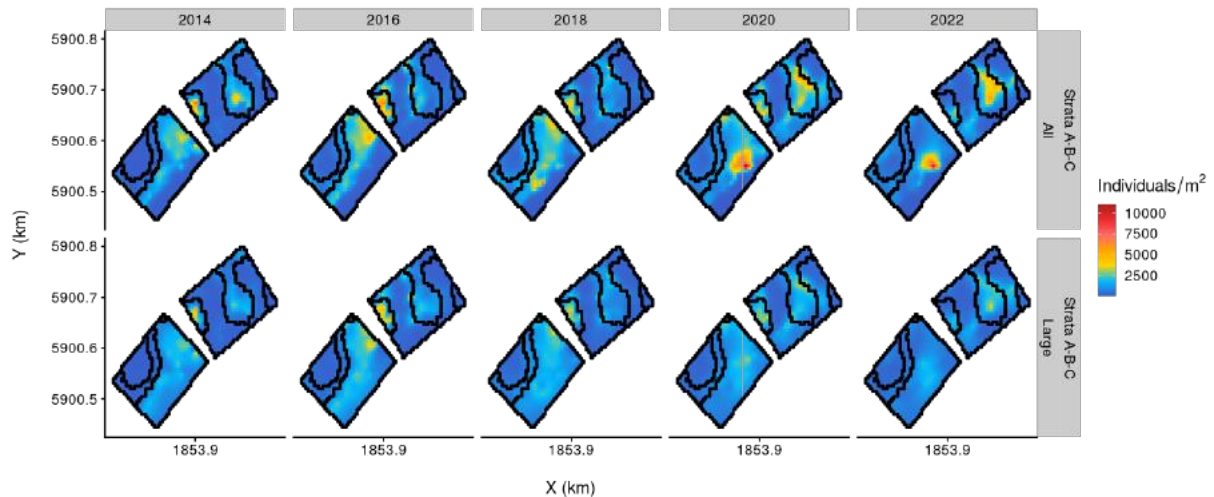 2014 2016 2018 2020 2022
5900.8
5900.7
5900.6
5900.5
Strata A-B-C
All
5900.8
5900.7
5900.6
5900.5
Strata A-B-C
Large
Y (km)
1853.9 1853.9 1853.9 1853.9 1853.9
X (km)
Individuals/m²
10000
7500
5000
2500